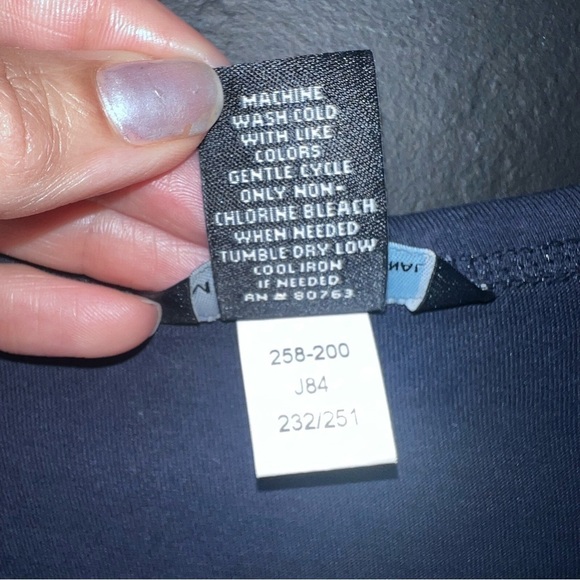 MACHINE
WASH COLD
WITH LIKE
COLORS
GENTLE CYCLE
ONLY NON-
CHLORINE BLEACH
WHEN NEEDED
TUMBLE DRY LOW
COOL IRON
IF NEEDED
RN # 80763
258-200
J84
232/251